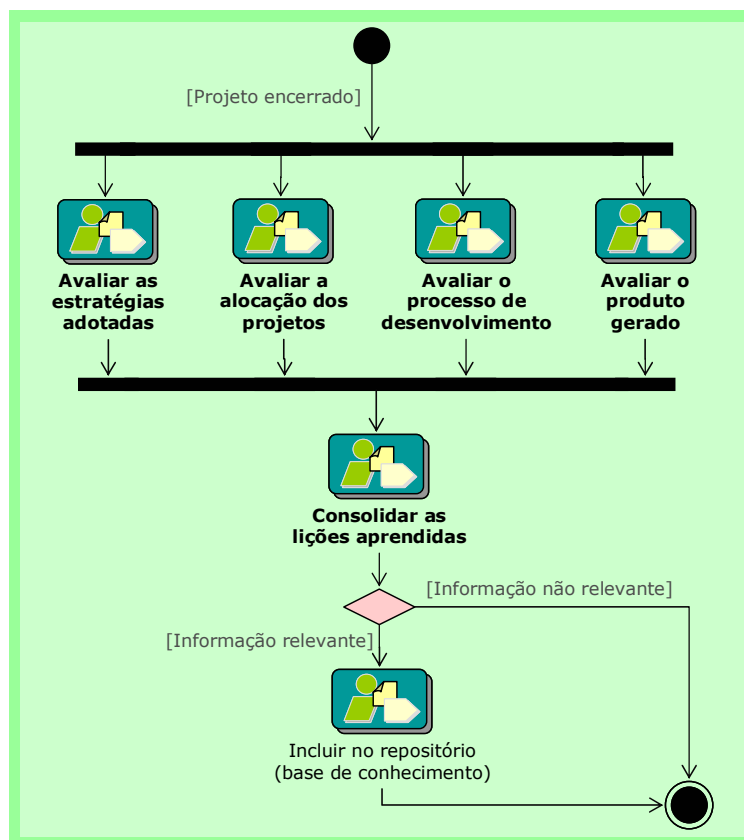 [Projeto encerrado]
Avaliar as
estratégias
adotadas
Avaliar a
alocação dos
projetos
Avaliar o
processo de
desenvolvimento
Avaliar o
produto
gerado
Consolidar as
lições aprendidas
[Informação não relevante]
[Informação relevante]
Incluir no repositório
(base de conhecimento)